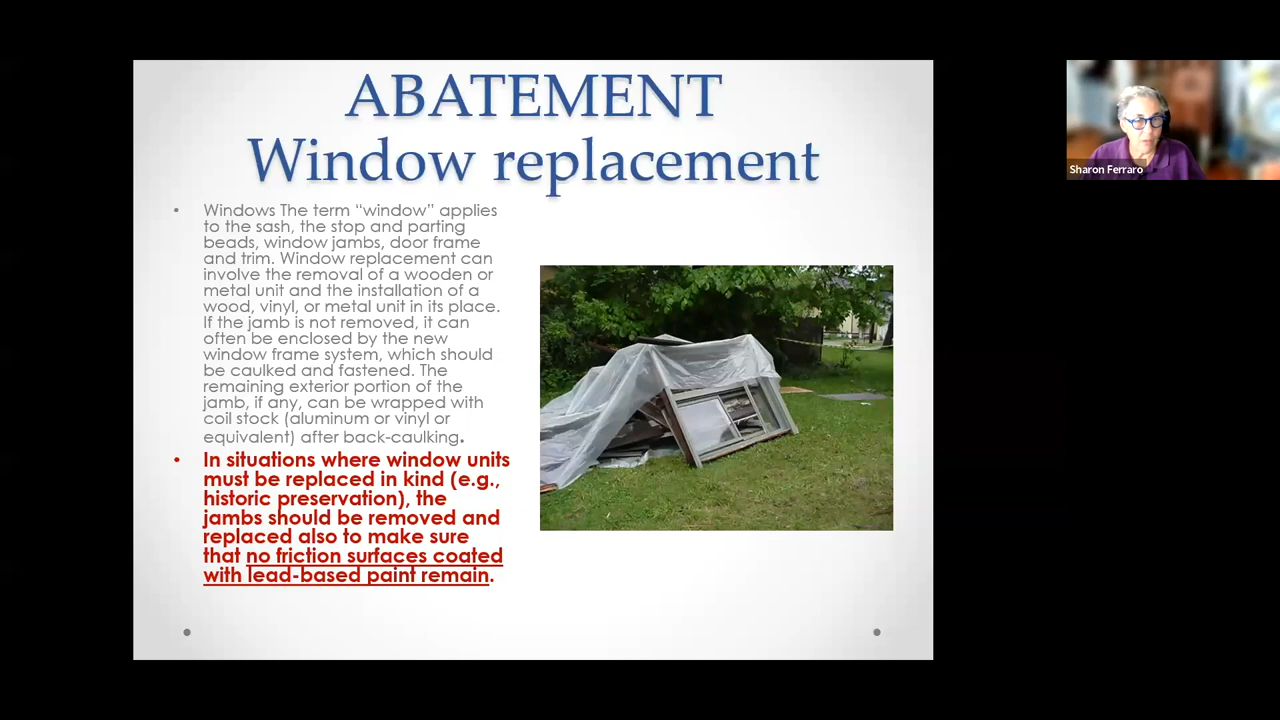 ABATEMENT
Window replacement
• Windows The term “window” applies
to the sash, the stop and parting
beads, window jambs, door frame
and trim. Window replacement can
involve the removal of a wooden or
metal unit and the installation of a
wood, vinyl, or metal unit in its place.
If the jamb is not removed, it can
often be enclosed by the new
window frame system, which should
be caulked and fastened. The
remaining exterior portion of the
jamb, if any, can be wrapped with
coil stock (aluminum or vinyl or
equivalent) after back-caulking.
• In situations where window units
must be replaced in kind (e.g.,
historic preservation), the
jambs should be removed and
replaced also to make sure
that no friction surfaces coated
with lead-based paint remain.
Sharon Ferraro